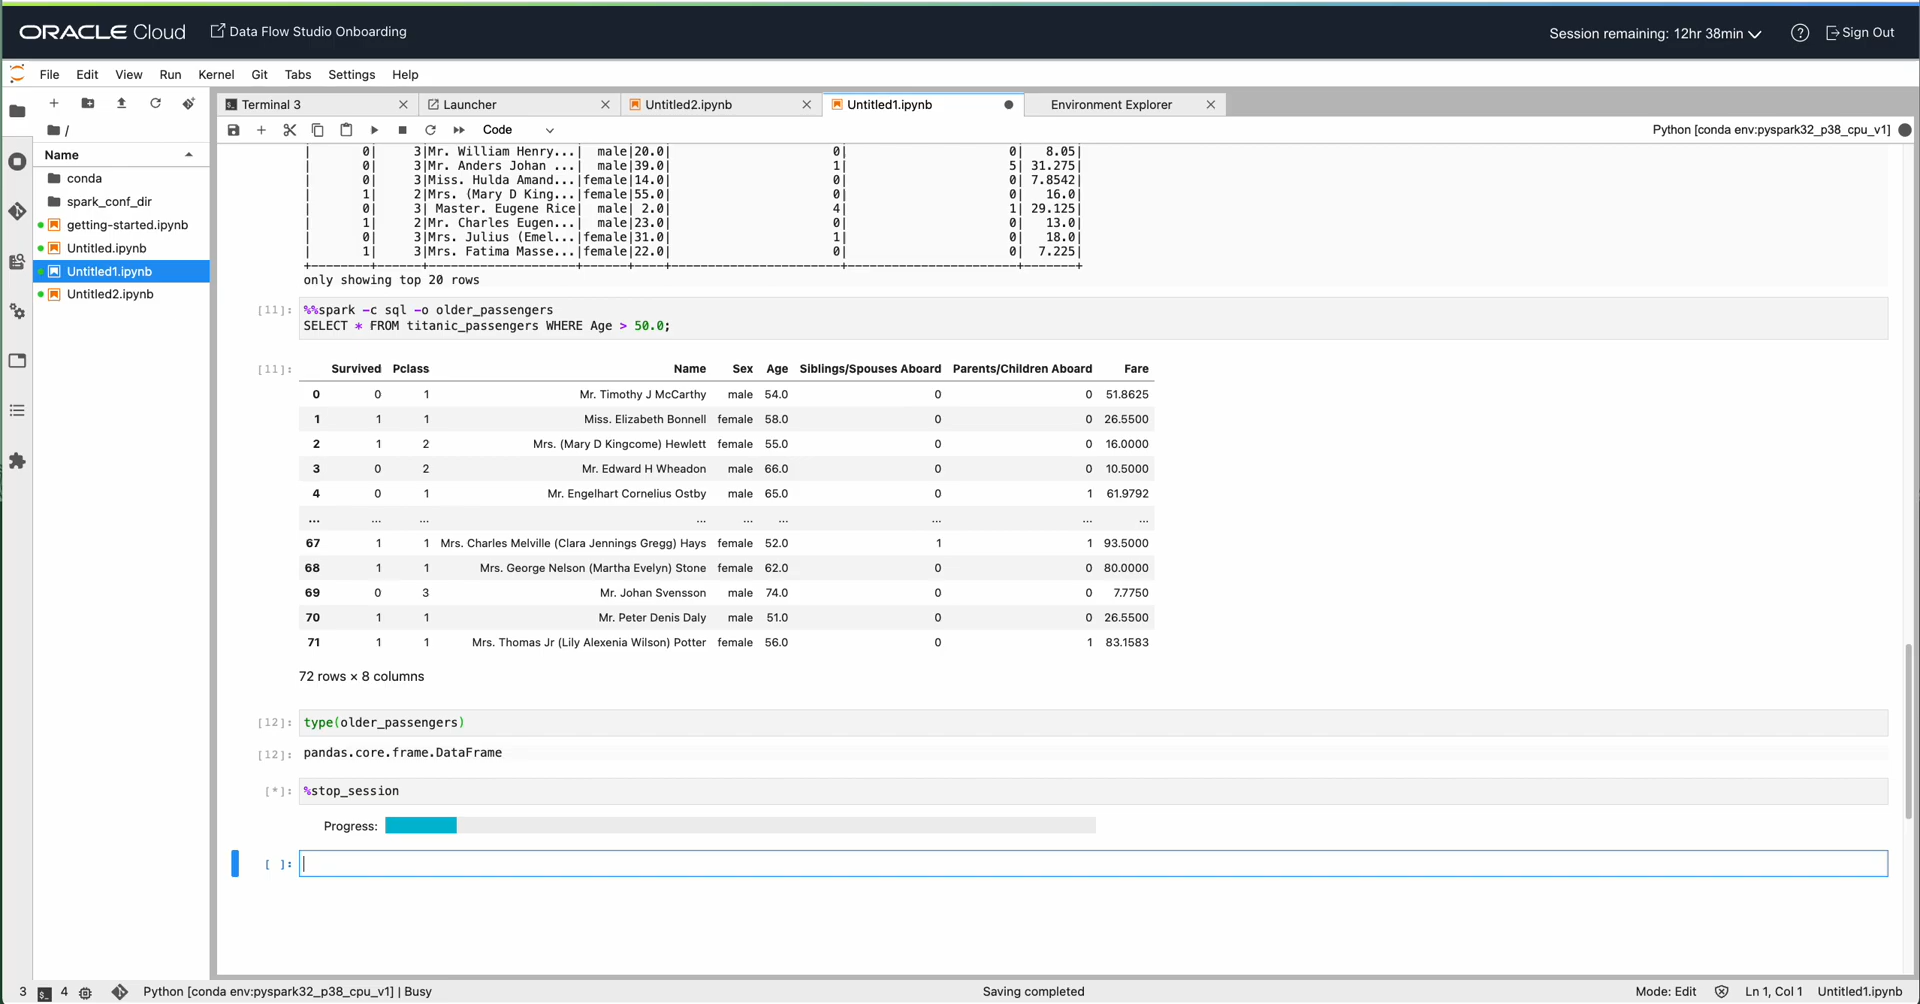 ORACLE Cloud
Data Flow Studio Onboarding
Session remaining: 12hr 38min
Sign Out
File Edit View Run Kernel Git Tabs Settings Help
Terminal 3
Launcher
Untitled2.ipynb
Untitled1.ipynb
Environment Explorer
Code
Python [conda env:pyspark32_p38_cpu_v1]
/
Name
conda
spark_conf_dir
getting-started.ipynb
Untitled.ipynb
Untitled1.ipynb
Untitled2.ipynb
| 0| 3|Mr. William Henry...| male|20.0| 0| 0| 8.05|
| 0| 3|Mr. Anders Johan ...| male|39.0| 1| 5| 31.275|
| 0| 3|Miss. Hulda Amand...|female|14.0| 0| 0| 7.8542|
| 1| 2|Mrs. (Mary D King...|female|55.0| 0| 0| 16.0|
| 0| 3| Master. Eugene Rice| male| 2.0| 4| 1| 29.125|
| 1| 2|Mr. Charles Eugen...| male|23.0| 0| 0| 13.0|
| 0| 3|Mrs. Julius (Emel...|female|31.0| 1| 0| 18.0|
| 1| 3|Mrs. Fatima Masse...|female|22.0| 0| 0| 7.225|
+--------+------+--------------------+------+----+-----------------------+-----------------------+-------+
only showing top 20 rows
[11]: %%spark -c sql -o older_passengers
SELECT * FROM titanic_passengers WHERE Age > 50.0;
[11]: Survived Pclass Name Sex Age Siblings/Spouses Aboard Parents/Children Aboard Fare
0 0 1 Mr. Timothy J McCarthy male 54.0 0 0 51.8625
1 1 1 Miss. Elizabeth Bonnell female 58.0 0 0 26.5500
2 1 2 Mrs. (Mary D Kingcome) Hewlett female 55.0 0 0 16.0000
3 0 2 Mr. Edward H Wheadon male 66.0 0 0 10.5000
4 0 1 Mr. Engelhart Cornelius Ostby male 65.0 0 1 61.9792
... ... ... ... ... ... ... ... ...
67 1 1 Mrs. Charles Melville (Clara Jennings Gregg) Hays female 52.0 1 1 93.5000
68 1 1 Mrs. George Nelson (Martha Evelyn) Stone female 62.0 0 0 80.0000
69 0 3 Mr. Johan Svensson male 74.0 0 0 7.7750
70 1 1 Mr. Peter Denis Daly male 51.0 0 0 26.5500
71 1 1 Mrs. Thomas Jr (Lily Alexenia Wilson) Potter female 56.0 0 1 83.1583
72 rows × 8 columns
[12]: type(older_passengers)
[12]: pandas.core.frame.DataFrame
[*]: %stop_session
Progress:
[ ]:
3 4 Python [conda env:pyspark32_p38_cpu_v1] | Busy
Saving completed
Mode: Edit Ln 1, Col 1 Untitled1.ipynb